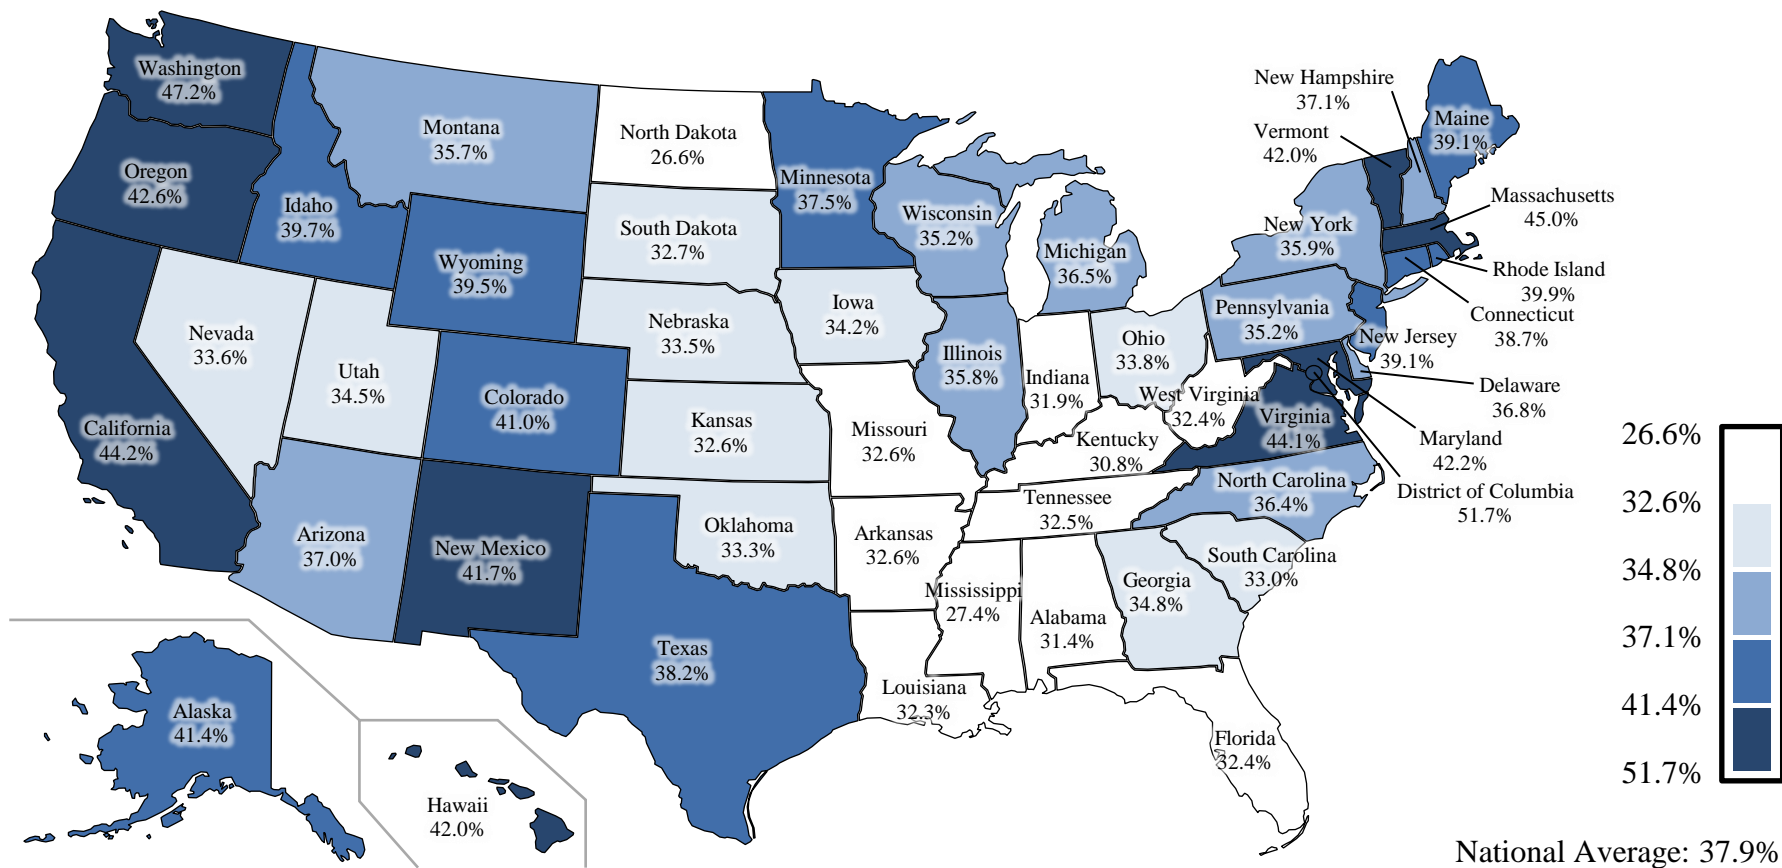 Washington
47.2%
Oregon
42.6%
California
44.2%
Idaho
39.7%
Nevada
33.6%
Utah
34.5%
Arizona
37.0%
Montana
35.7%
Wyoming
39.5%
Colorado
41.0%
New Mexico
41.7%
North Dakota
26.6%
South Dakota
32.7%
Nebraska
33.5%
Kansas
32.6%
Oklahoma
33.3%
Texas
38.2%
Minnesota
37.5%
Iowa
34.2%
Missouri
32.6%
Arkansas
32.6%
Louisiana
32.3%
Wisconsin
35.2%
Illinois
35.8%
Michigan
36.5%
Indiana
31.9%
Ohio
33.8%
Kentucky
30.8%
Tennessee
32.5%
Mississippi
27.4%
Alabama
31.4%
Georgia
34.8%
Florida
32.4%
South Carolina
33.0%
North Carolina
36.4%
Virginia
44.1%
West Virginia
32.4%
Pennsylvania
35.2%
New York
35.9%
New Hampshire
37.1%
Vermont
42.0%
Maine
39.1%
Massachusetts
45.0%
Rhode Island
39.9%
Connecticut
38.7%
New Jersey
39.1%
Delaware
36.8%
Maryland
42.2%
District of Columbia
51.7%
Alaska
41.4%
Hawaii
42.0%
26.6%
32.6%
34.8%
37.1%
41.4%
51.7%
National Average: 37.9%